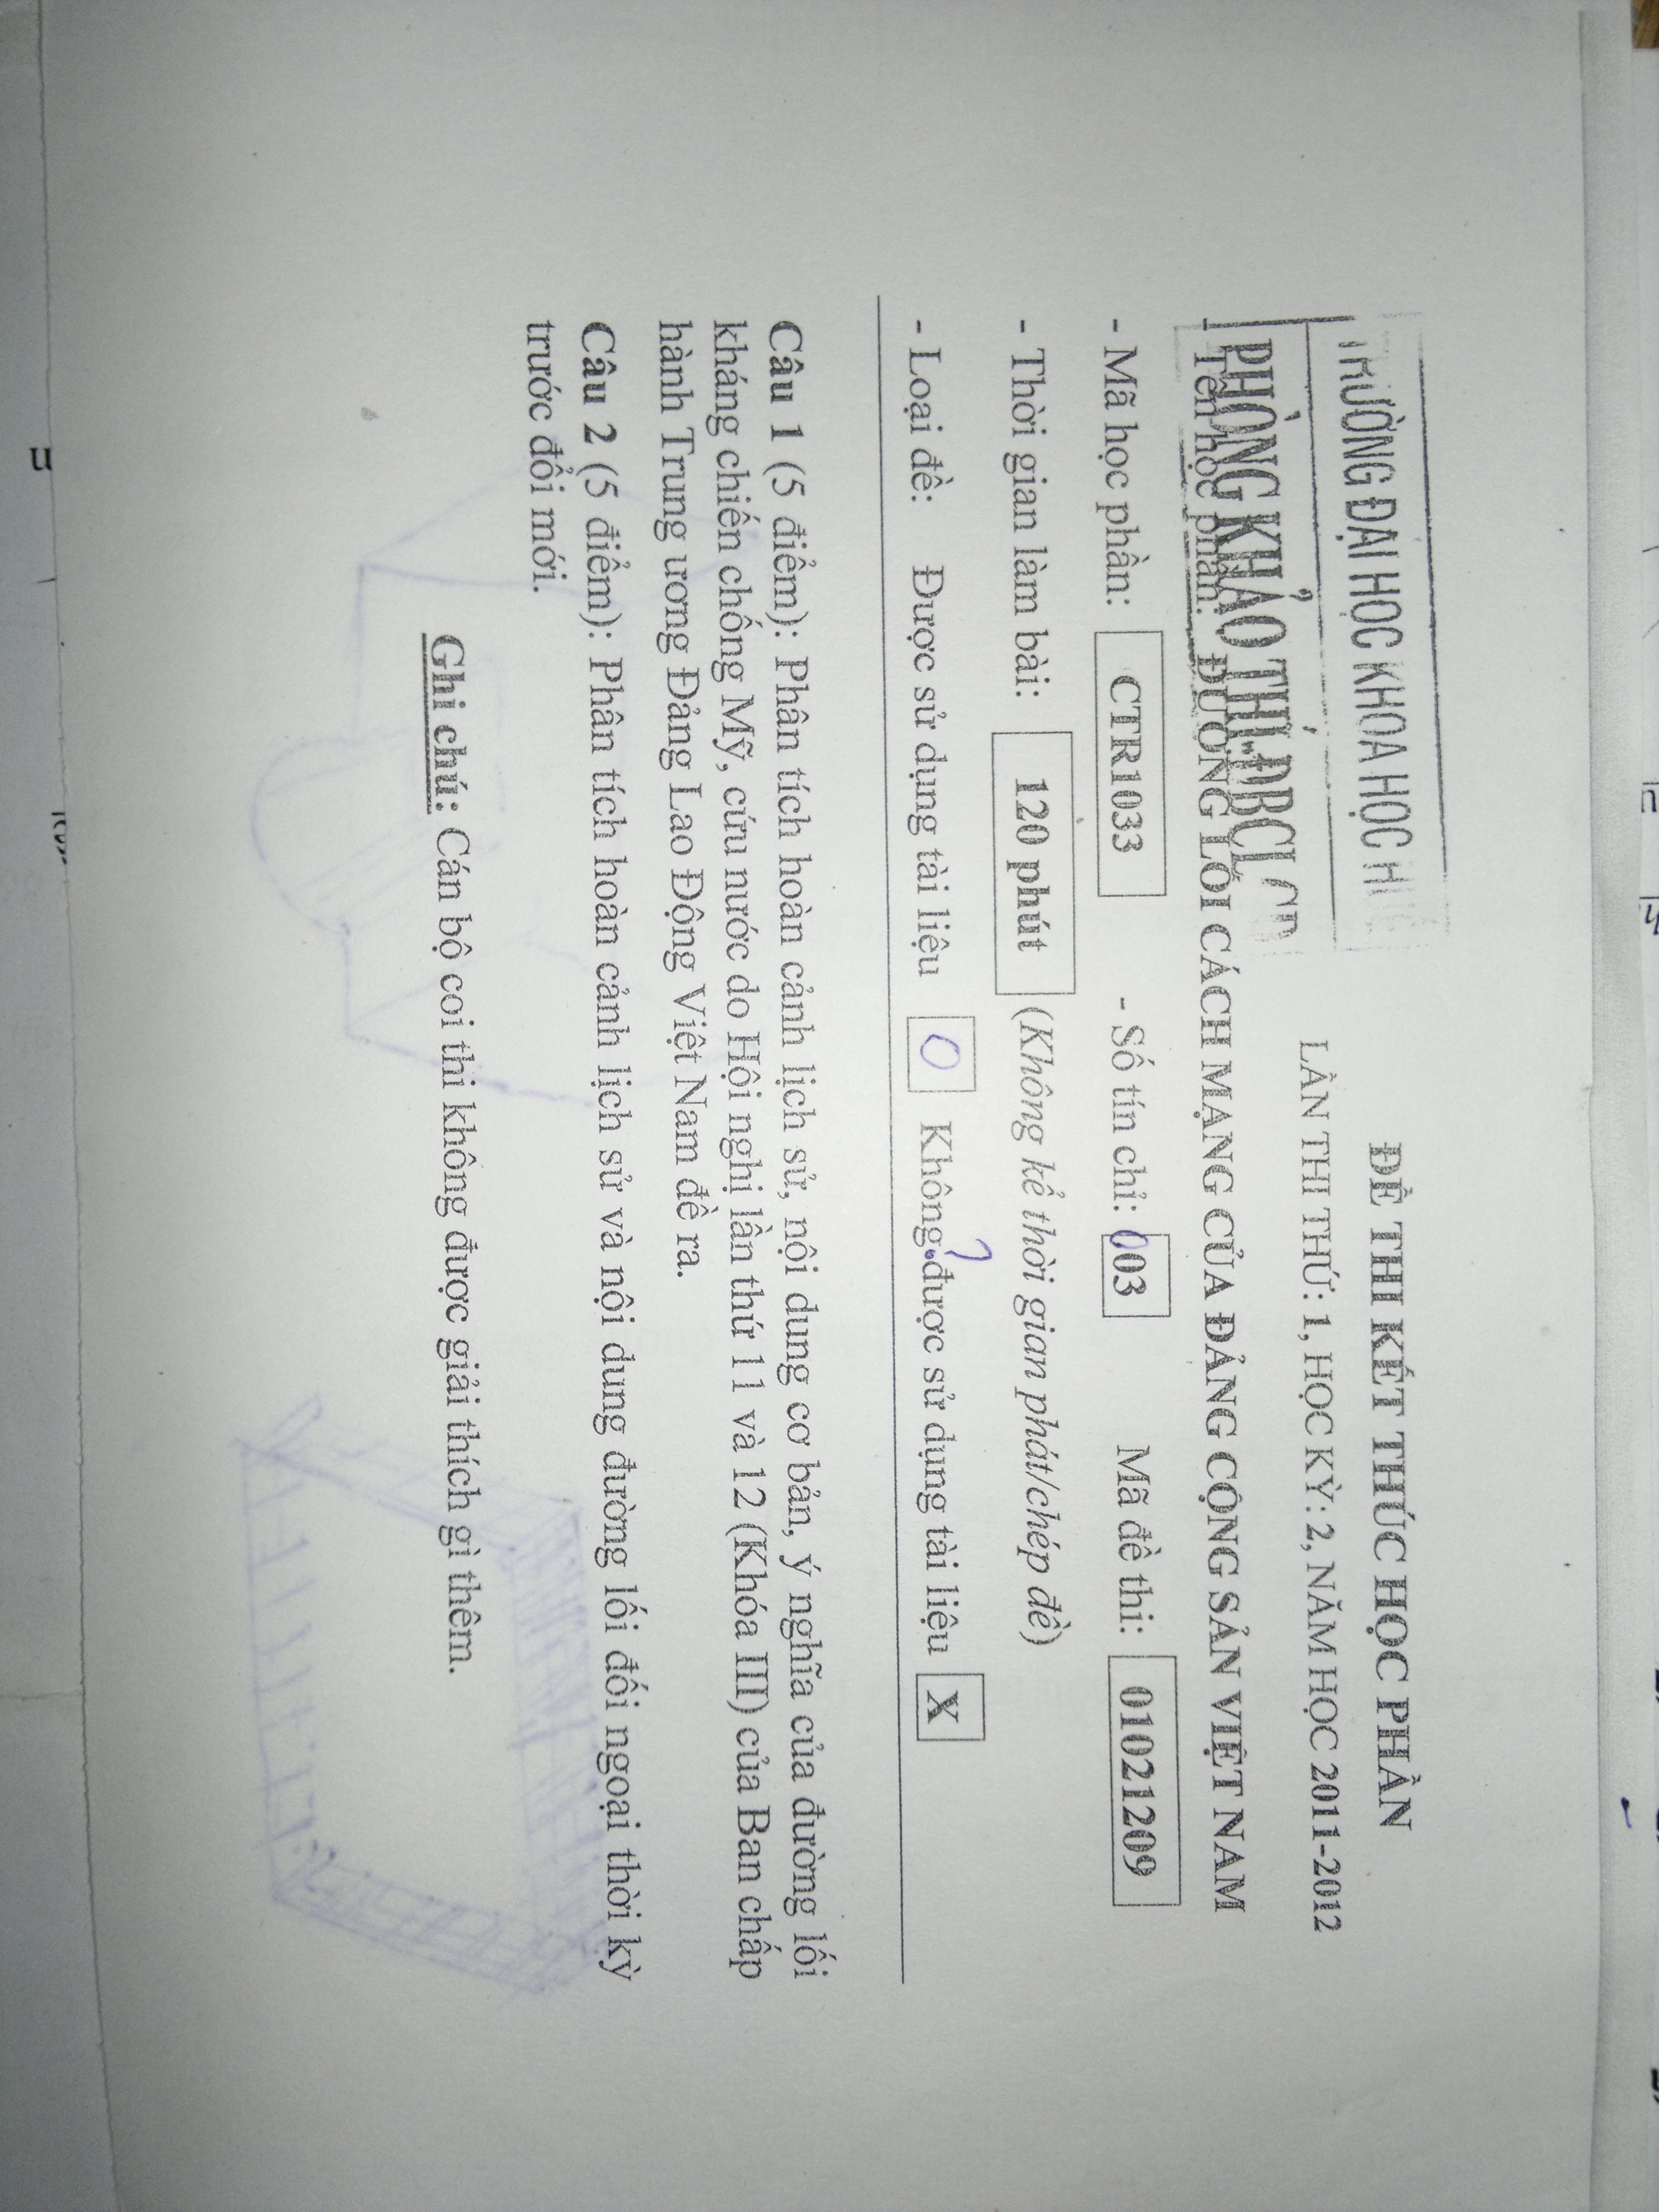 TRƯỜNG ĐẠI HỌC KHOA HỌC HUẾ
PHÒNG KHẢO THÍ-ĐBCLGD
ĐỀ THI KẾT THÚC HỌC PHẦN
LẦN THI THỨ: 1, HỌC KỲ: 2, NĂM HỌC 2011-2012
- Tên học phần: ĐƯỜNG LỐI CÁCH MẠNG CỦA ĐẢNG CỘNG SẢN VIỆT NAM
- Mã học phần: CTR1033 - Số tín chỉ: 003 Mã đề thi: 01021209
- Thời gian làm bài: 120 phút (Không kể thời gian phát/chép đề)
- Loại đề: Được sử dụng tài liệu O Không ? được sử dụng tài liệu X
Câu 1 (5 điểm): Phân tích hoàn cảnh lịch sử, nội dung cơ bản, ý nghĩa của đường lối
kháng chiến chống Mỹ, cứu nước do Hội nghị lần thứ 11 và 12 (Khóa III) của Ban chấp
hành Trung ương Đảng Lao Động Việt Nam đề ra.
Câu 2 (5 điểm): Phân tích hoàn cảnh lịch sử và nội dung đường lối đối ngoại thời kỳ
trước đổi mới.
Ghi chú: Cán bộ coi thi không được giải thích gì thêm.